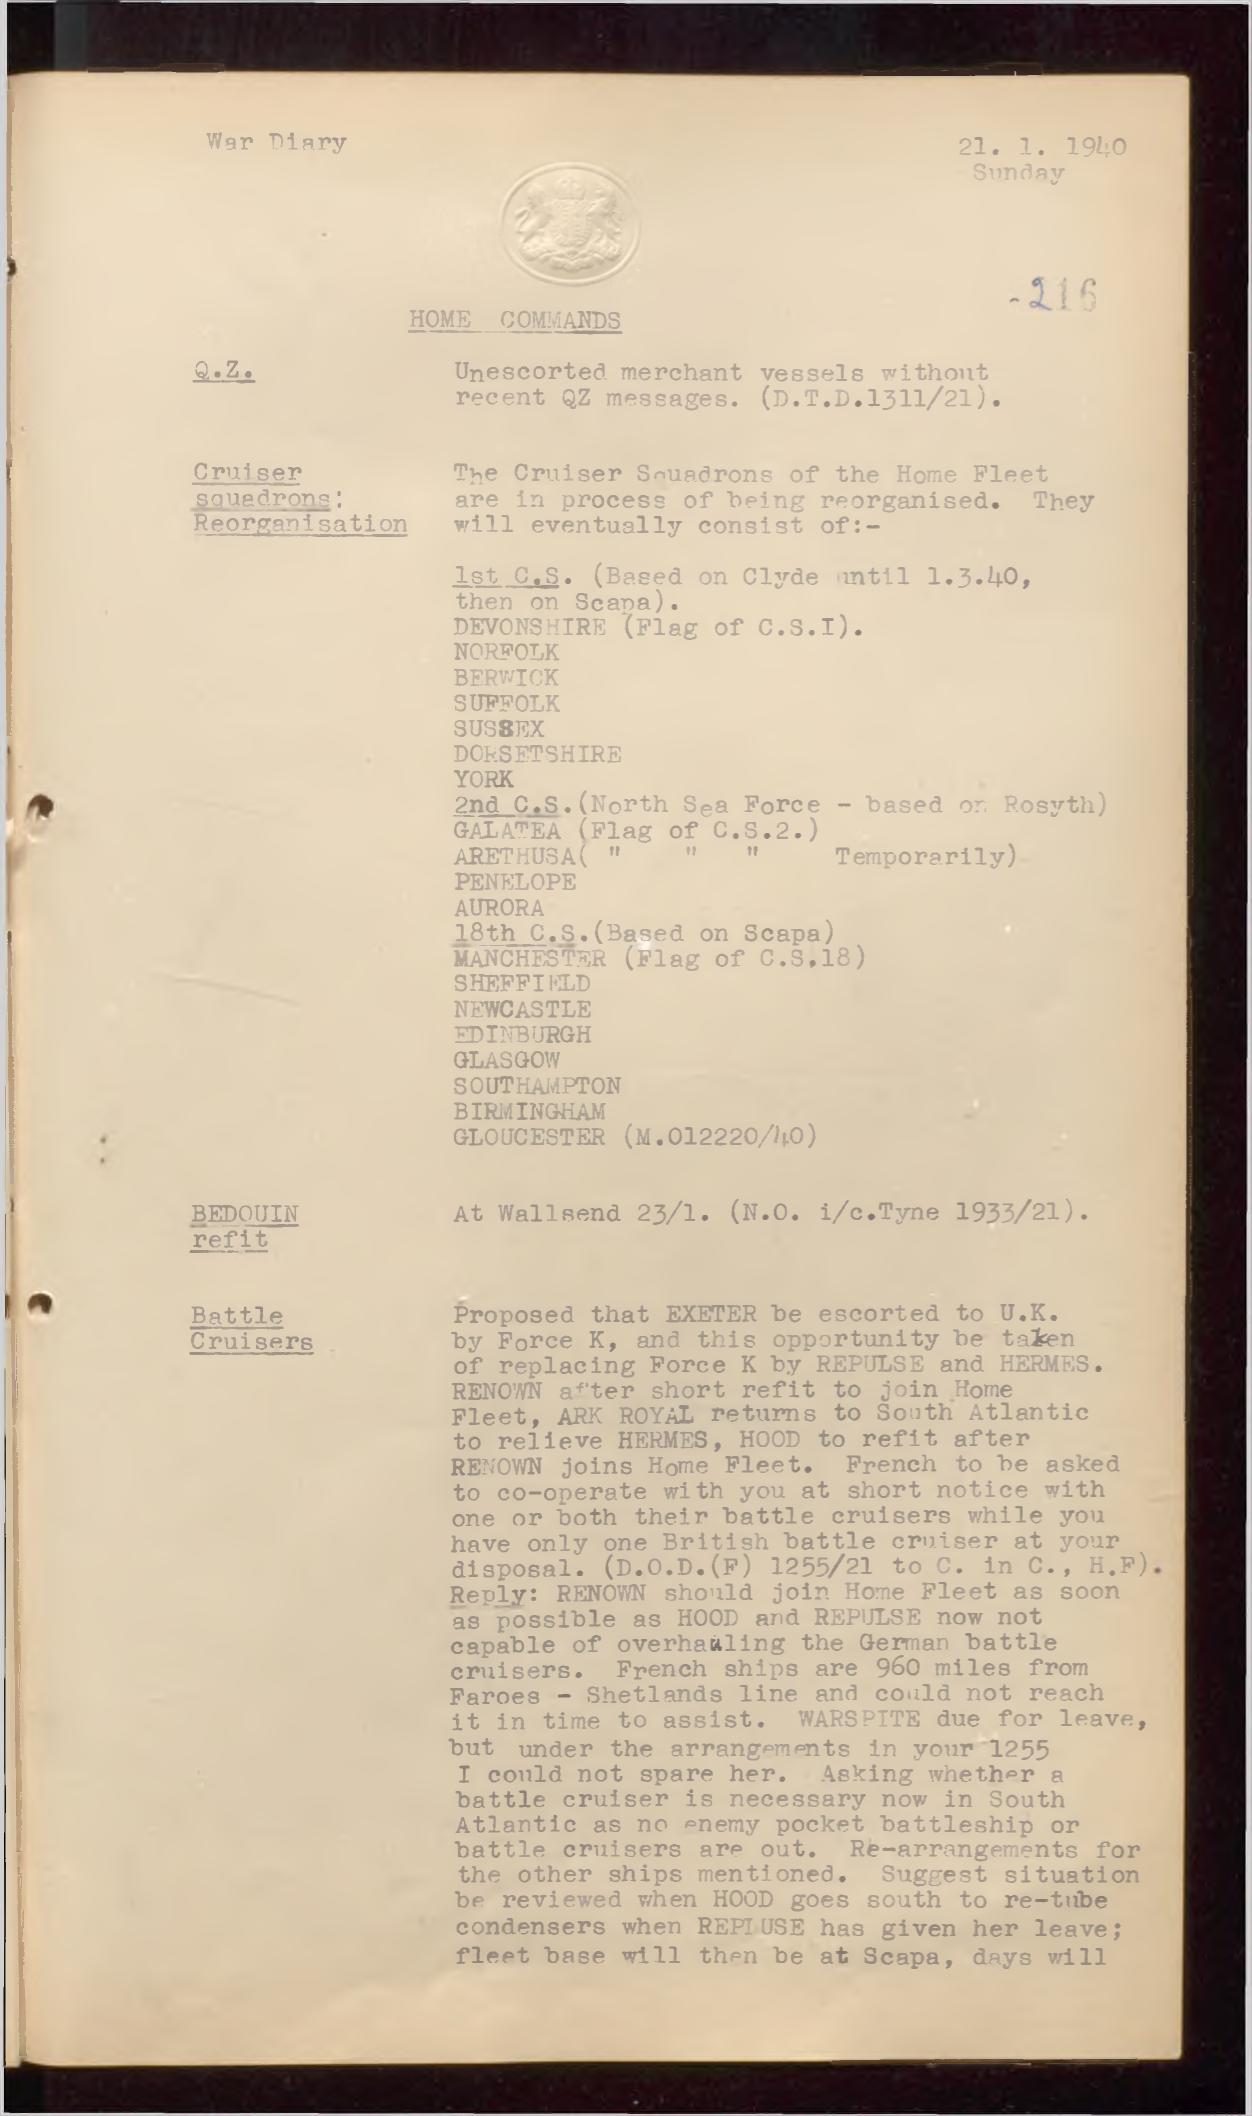 War Diary
21. 1. 1940
Sunday
-216
HOME COMMANDS
Q.Z.
Unescorted merchant vessels without
recent QZ messages. (D.T.D.1311/21).
Cruiser
squadrons:
Reorganisation
The Cruiser Squadrons of the Home Fleet
are in process of being reorganised. They
will eventually consist of:-
1st C.S. (Based on Clyde until 1.3.40,
then on Scapa).
DEVONSHIRE (Flag of C.S.I).
NORFOLK
BERWICK
SUFFOLK
SUSSEX
DORSETSHIRE
YORK
2nd C.S.(North Sea Force - based on Rosyth)
GALATEA (Flag of C.S.2.)
ARETHUSA( " " " Temporarily)
PENELOPE
AURORA
18th C.S.(Based on Scapa)
MANCHESTER (Flag of C.S.18)
SHEFFIELD
NEWCASTLE
EDINBURGH
GLASGOW
SOUTHAMPTON
BIRMINGHAM
GLOUCESTER (M.012220/40)
BEDOUIN
refit
At Wallsend 23/1. (N.O. i/c.Tyne 1933/21).
Battle
Cruisers
Proposed that EXETER be escorted to U.K.
by Force K, and this opportunity be taken
of replacing Force K by REPULSE and HERMES.
RENOWN after short refit to join Home
Fleet, ARK ROYAL returns to South Atlantic
to relieve HERMES, HOOD to refit after
RENOWN joins Home Fleet. French to be asked
to co-operate with you at short notice with
one or both their battle cruisers while you
have only one British battle cruiser at your
disposal. (D.O.D.(F) 1255/21 to C. in C., H.F).
Reply: RENOWN should join Home Fleet as soon
as possible as HOOD and REPULSE now not
capable of overhauling the German battle
cruisers. French ships are 960 miles from
Faroes - Shetlands line and could not reach
it in time to assist. WARSPITE due for leave,
but under the arrangements in your 1255
I could not spare her. Asking whether a
battle cruiser is necessary now in South
Atlantic as no enemy pocket battleship or
battle cruisers are out. Re-arrangements for
the other ships mentioned. Suggest situation
be reviewed when HOOD goes south to re-tube
condensers when REPLUSE has given her leave;
fleet base will then be at Scapa, days will